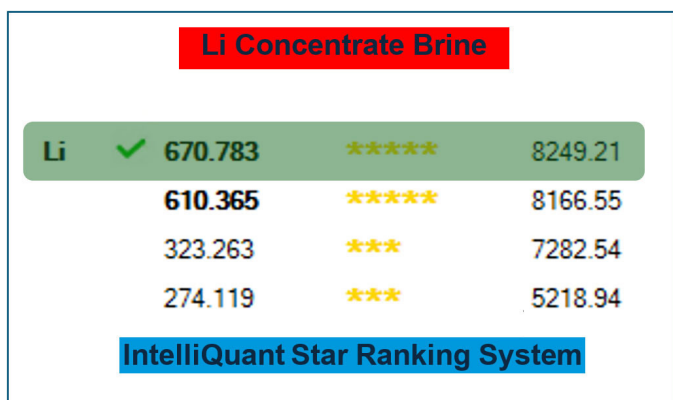 Li Concentrate Brine
Li ✓ 670.783 ***** 8249.21
610.365 ***** 8166.55
323.263 *** 7282.54
274.119 *** 5218.94
IntelliQuant Star Ranking System